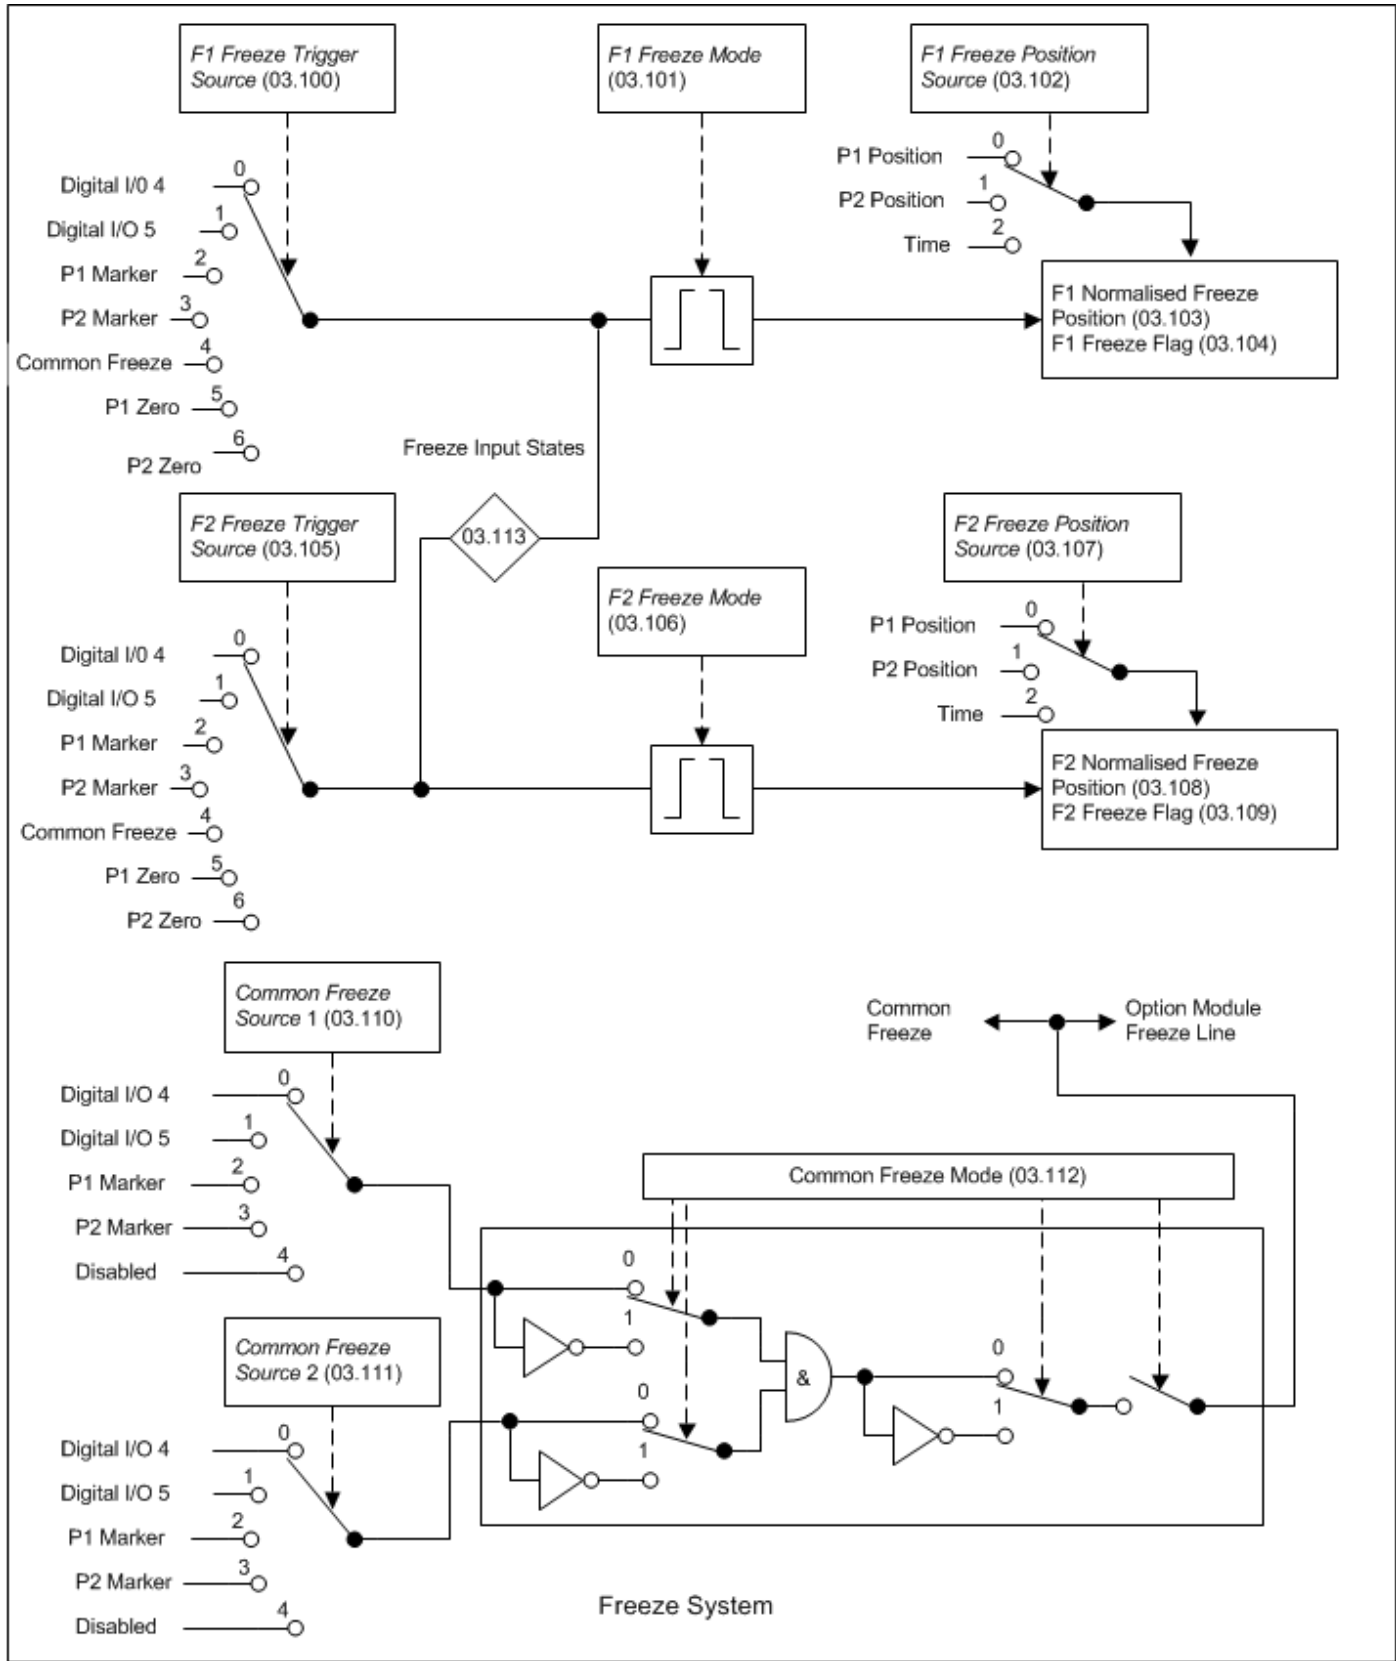 F1 Freeze Trigger
Source (03.100)
F1 Freeze Mode
(03.101)
F1 Freeze Position
Source (03.102)
0
P1 Position
1
P2 Position
2
Time
0
Digital I/0 4
1
Digital I/O 5
2
P1 Marker
3
P2 Marker
4
Common Freeze
5
P1 Zero
6
P2 Zero
F1 Normalised Freeze
Position (03.103)
F1 Freeze Flag (03.104)
Freeze Input States
03.113
F2 Freeze Trigger
Source (03.105)
F2 Freeze Mode
(03.106)
F2 Freeze Position
Source (03.107)
0
P1 Position
1
P2 Position
2
Time
0
Digital I/0 4
1
Digital I/O 5
2
P1 Marker
3
P2 Marker
4
Common Freeze
5
P1 Zero
6
P2 Zero
F2 Normalised Freeze
Position (03.108)
F2 Freeze Flag (03.109)
Common Freeze
Source 1 (03.110)
Common
Freeze
Option Module
Freeze Line
0
Digital I/O 4
1
Digital I/O 5
2
P1 Marker
3
P2 Marker
4
Disabled
Common Freeze Mode (03.112)
0
1
0
1
&
0
1
Common Freeze
Source 2 (03.111)
0
Digital I/O 4
1
Digital I/O 5
2
P1 Marker
3
P2 Marker
4
Disabled
Freeze System